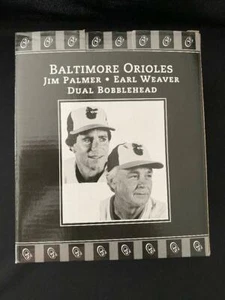 BALTIMORE ORIOLES
JIM PALMER • EARL WEAVER
DUAL BOBBLEHEAD